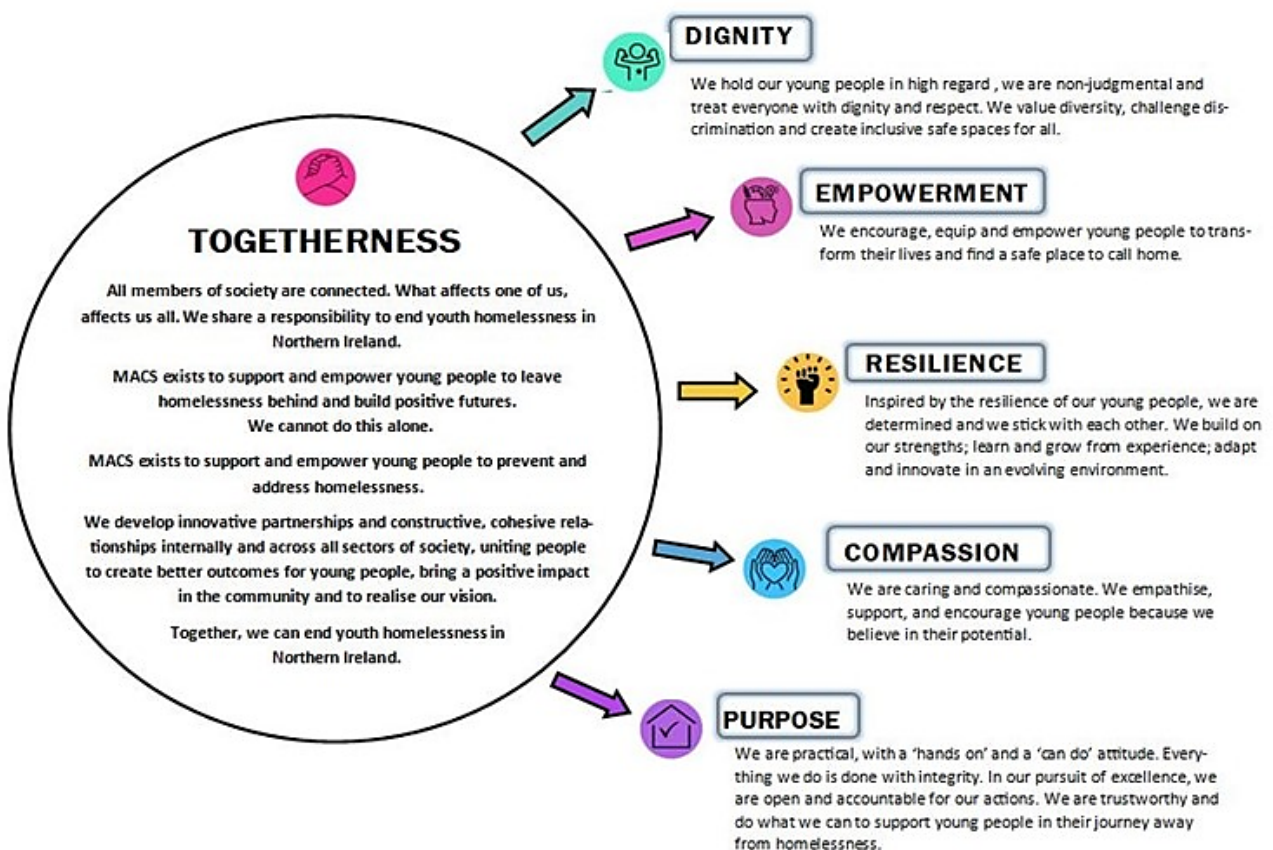 TOGETHERNESS
All members of society are connected. What affects one of us,
affects us all. We share a responsibility to end youth homelessness in
Northern Ireland.
MACS exists to support and empower young people to leave
homelessness behind and build positive futures.
We cannot do this alone.
MACS exists to support and empower young people to prevent and
address homelessness.
We develop innovative partnerships and constructive, cohesive rela-
tionships internally and across all sectors of society, uniting people
to create better outcomes for young people, bring a positive impact
in the community and to realise our vision.
Together, we can end youth homelessness in
Northern Ireland.
DIGNITY
We hold our young people in high regard , we are non-judgmental and
treat everyone with dignity and respect. We value diversity, challenge dis-
crimination and create inclusive safe spaces for all.
EMPOWERMENT
We encourage, equip and empower young people to trans-
form their lives and find a safe place to call home.
RESILIENCE
Inspired by the resilience of our young people, we are
determined and we stick with each other. We build on
our strengths; learn and grow from experience; adapt
and innovate in an evolving environment.
COMPASSION
We are caring and compassionate. We empathise,
support, and encourage young people because we
believe in their potential.
PURPOSE
We are practical, with a ‘hands on’ and a ‘can do’ attitude. Every-
thing we do is done with integrity. In our pursuit of excellence, we
are open and accountable for our actions. We are trustworthy and
do what we can to support young people in their journey away
from homelessness.